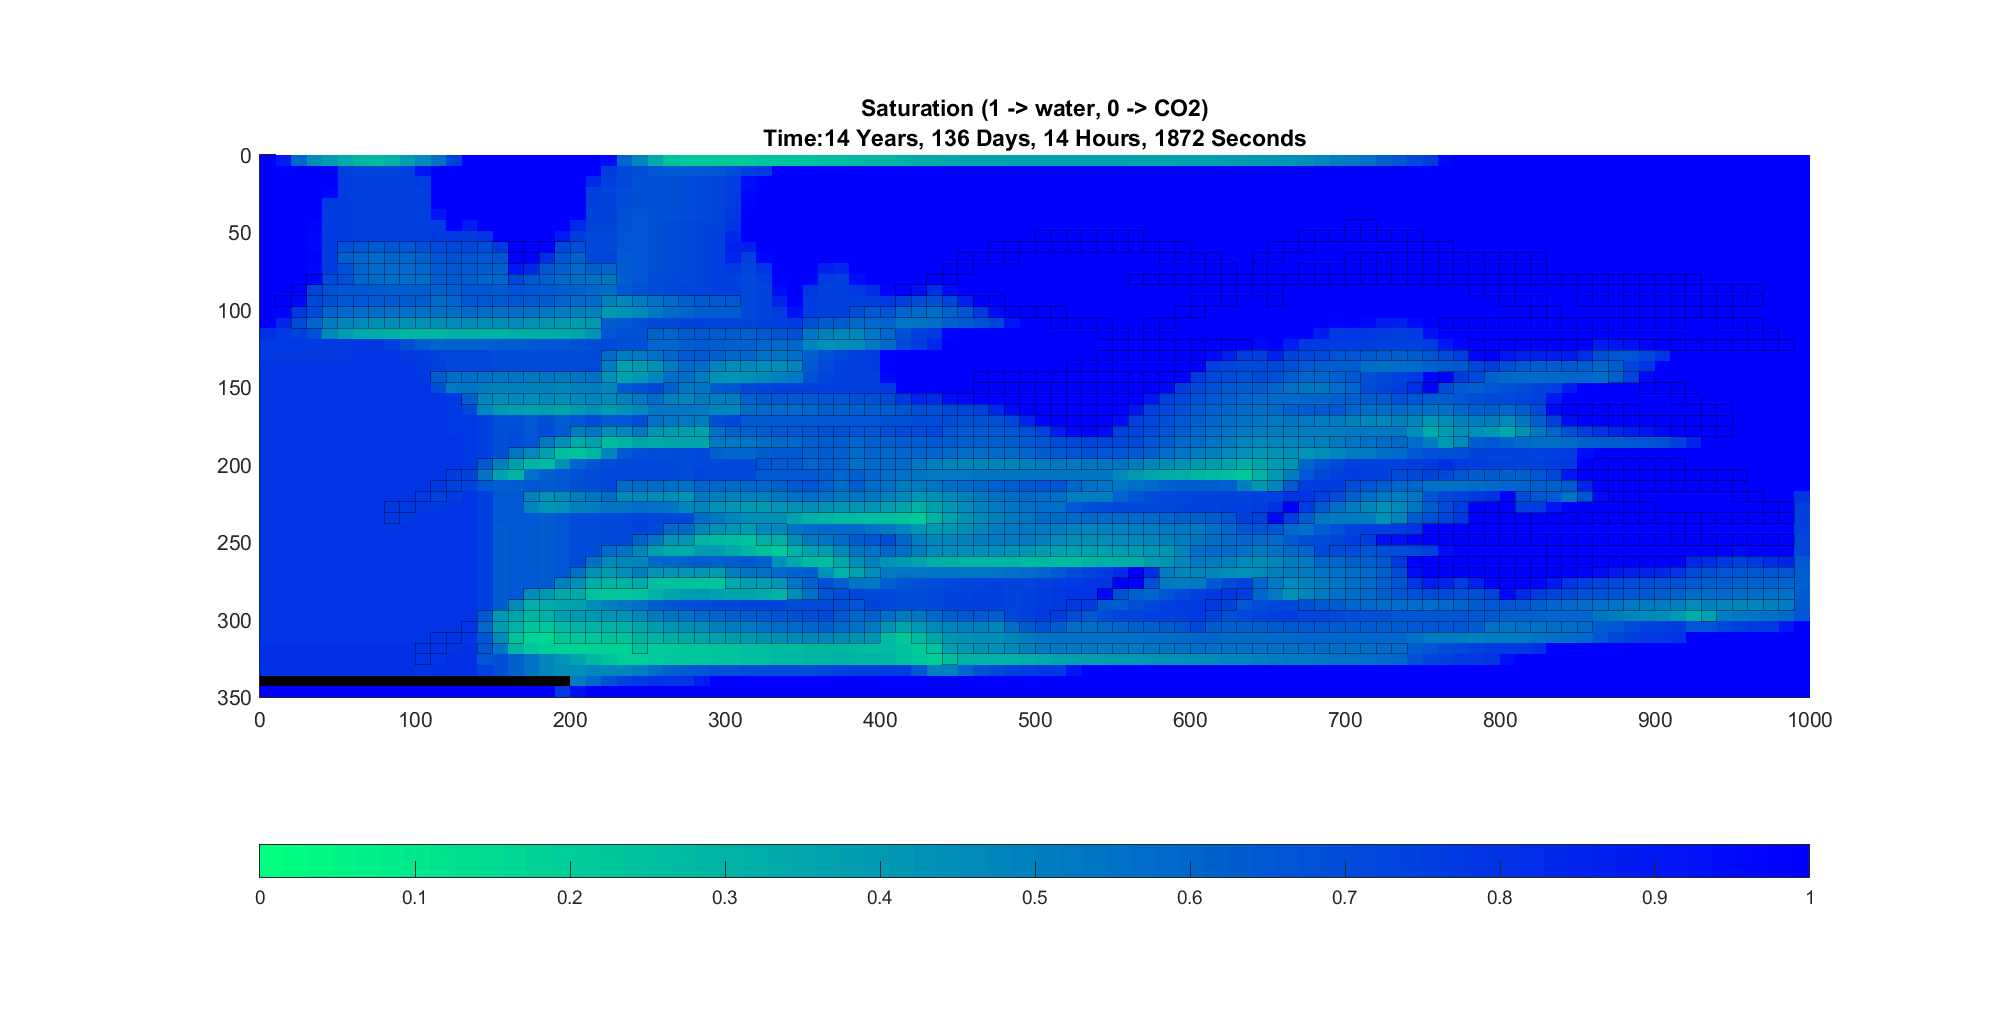 Saturation (1 -> water, 0 -> CO2)
Time:14 Years, 136 Days, 14 Hours, 1872 Seconds
0
50
100
150
200
250
300
350
0 100 200 300 400 500 600 700 800 900 1000
0 0.1 0.2 0.3 0.4 0.5 0.6 0.7 0.8 0.9 1